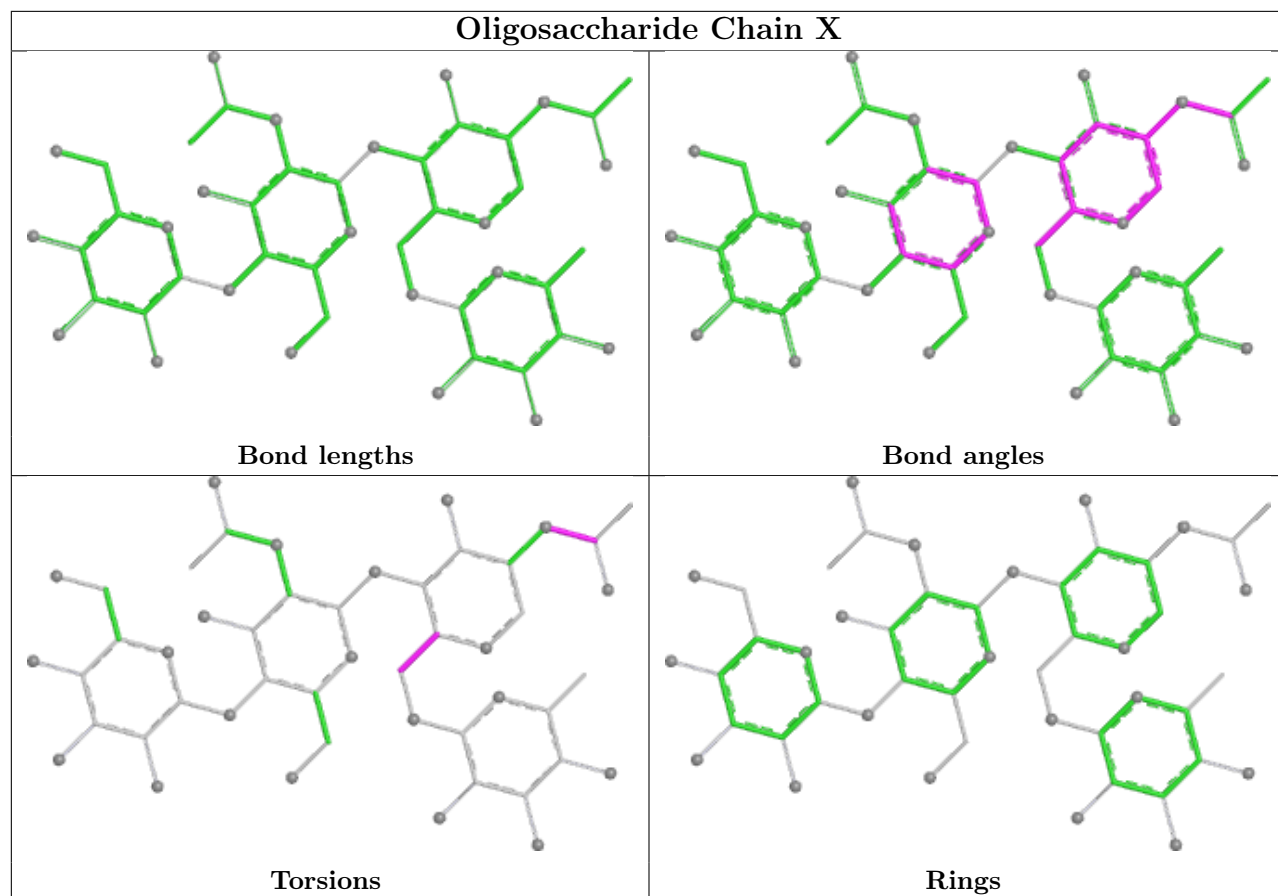 Oligosaccharide Chain X
Bond lengths
Bond angles
Torsions
Rings